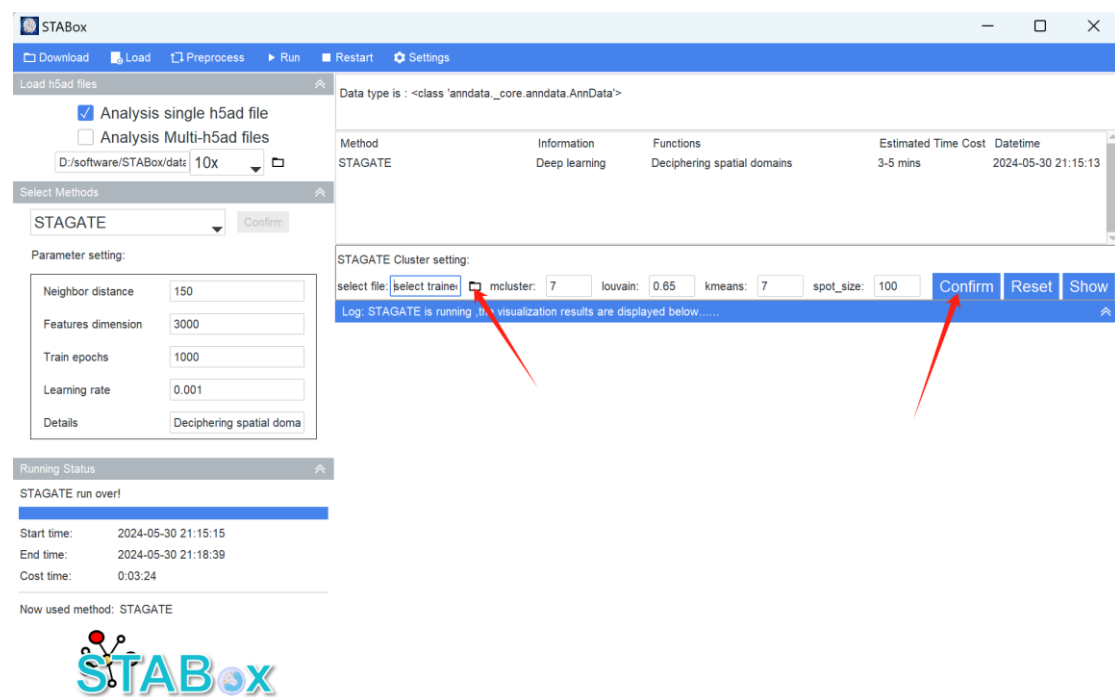 STABox
Download Load Preprocess Run Restart Settings
Load h5ad files
Analysis single h5ad file
Analysis Multi-h5ad files
D:/software/STABox/data 10x
Select Methods
STAGATE Confirm
Parameter setting:
Neighbor distance 150
Features dimension 3000
Train epochs 1000
Learning rate 0.001
Details Deciphering spatial doma
Running Status
STAGATE run over!
Start time: 2024-05-30 21:15:15
End time: 2024-05-30 21:18:39
Cost time: 0:03:24
Now used method: STAGATE
STABox
Data type is : <class 'anndata._core.anndata.AnnData'>
Method Information Functions Estimated Time Cost Datetime
STAGATE Deep learning Deciphering spatial domains 3-5 mins 2024-05-30 21:15:13
STAGATE Cluster setting:
select file: select trained mcluster: 7 louvain: 0.65 kmeans: 7 spot_size: 100 Confirm Reset Show
Log: STAGATE is running ,the visualization results are displayed below......